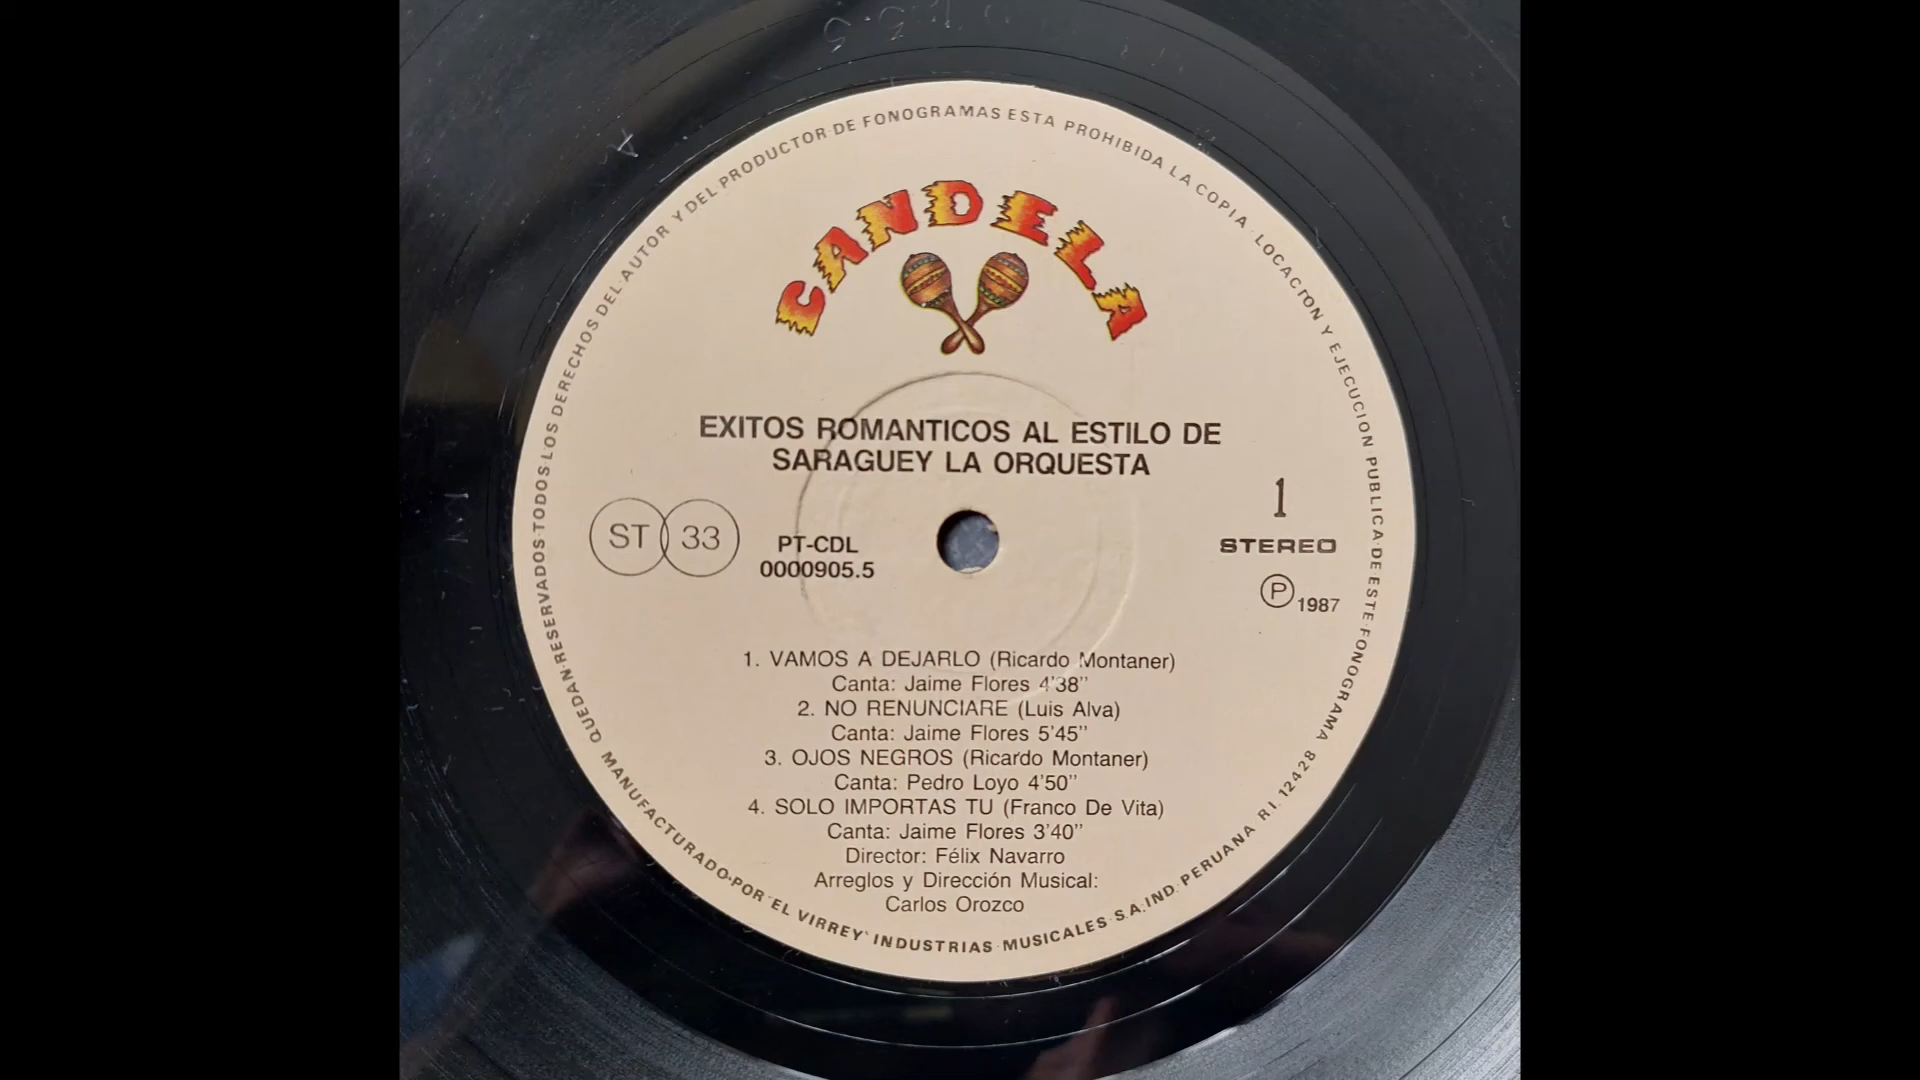 QUEDAN·RESERVADOS·TODOS LOS DERECHOS DEL AUTOR Y DEL PRODUCTOR DE FONOGRAMAS ESTA PROHIBIDA LA COPIA · LOCACION Y EJECUCION PUBLICA DE ESTE FONOGRAMA
CANDELA
EXITOS ROMANTICOS AL ESTILO DE
SARAGUEY LA ORQUESTA
ST 33
PT-CDL
0000905.5
1
STEREO
Ⓟ 1987
1. VAMOS A DEJARLO (Ricardo Montaner)
Canta: Jaime Flores 4'38"
2. NO RENUNCIARE (Luis Alva)
Canta: Jaime Flores 5'45"
3. OJOS NEGROS (Ricardo Montaner)
Canta: Pedro Loyo 4'50"
4. SOLO IMPORTAS TU (Franco De Vita)
Canta: Jaime Flores 3'40"
Director: Félix Navarro
Arreglos y Dirección Musical:
Carlos Orozco
MANUFACTURADO·POR "EL VIRREY" INDUSTRIAS MUSICALES S.A. IND. PERUANA R.I. 12428